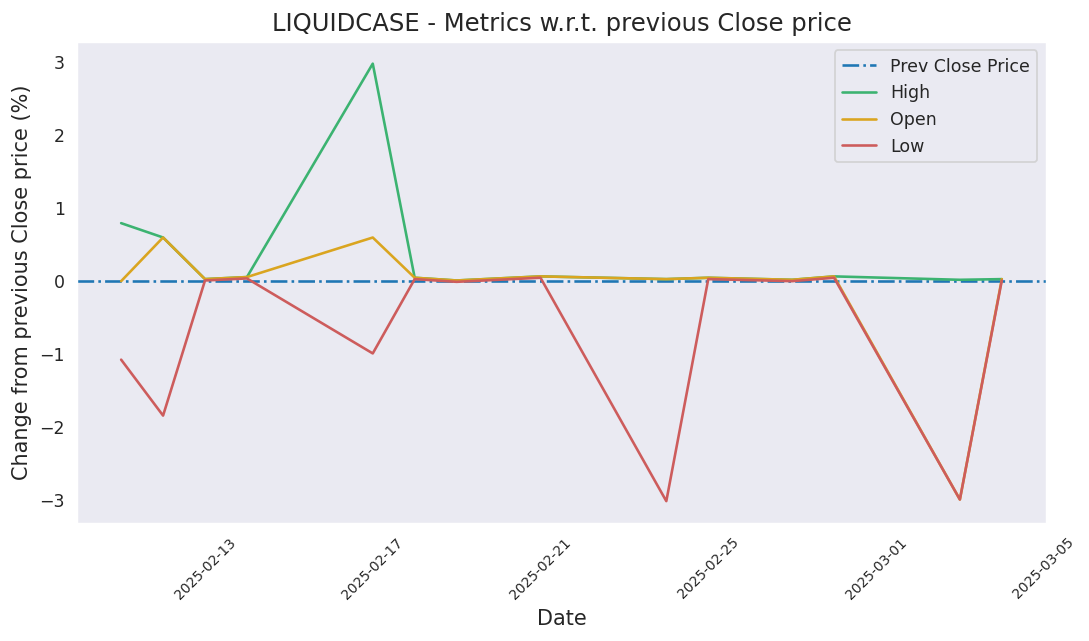 LIQUIDCASE - Metrics w.r.t. previous Close price
Change from previous Close price (%)
3
2
1
0
−1
−2
−3
Prev Close Price
High
Open
Low
2025-02-13
2025-02-17
2025-02-21
2025-02-25
2025-03-01
2025-03-05
Date